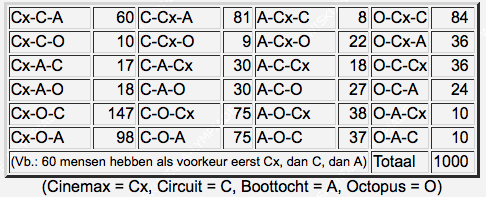 Cx-C-A 60 C-Cx-A 81 A-Cx-C 8 O-Cx-C 84
Cx-C-O 10 C-Cx-O 9 A-Cx-O 22 O-Cx-A 36
Cx-A-C 17 C-A-Cx 30 A-C-Cx 18 O-C-Cx 36
Cx-A-O 18 C-A-O 30 A-C-O 27 O-C-A 24
Cx-O-C 147 C-O-Cx 75 A-O-Cx 38 O-A-Cx 10
Cx-O-A 98 C-O-A 75 A-O-C 37 O-A-C 10
(Vb.: 60 mensen hebben als voorkeur eerst Cx, dan C, dan A) Totaal 1000
(Cinemax = Cx, Circuit = C, Boottocht = A, Octopus = O)